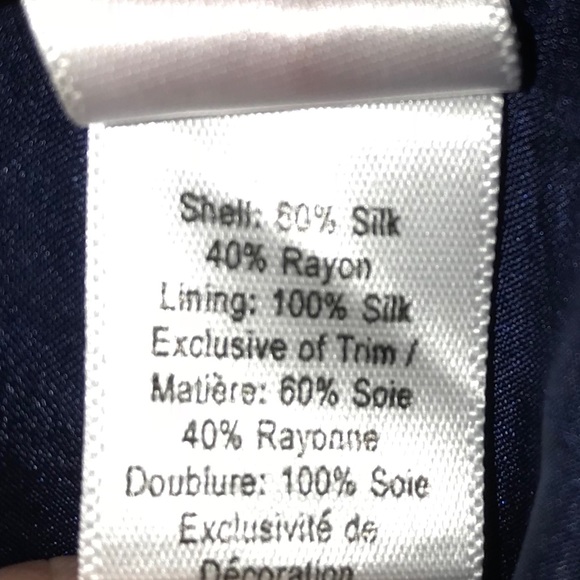 Shell: 60% Silk
40% Rayon
Lining: 100% Silk
Exclusive of Trim /
Matière: 60% Soie
40% Rayonne
Doublure: 100% Soie
Exclusivité de
Décoration